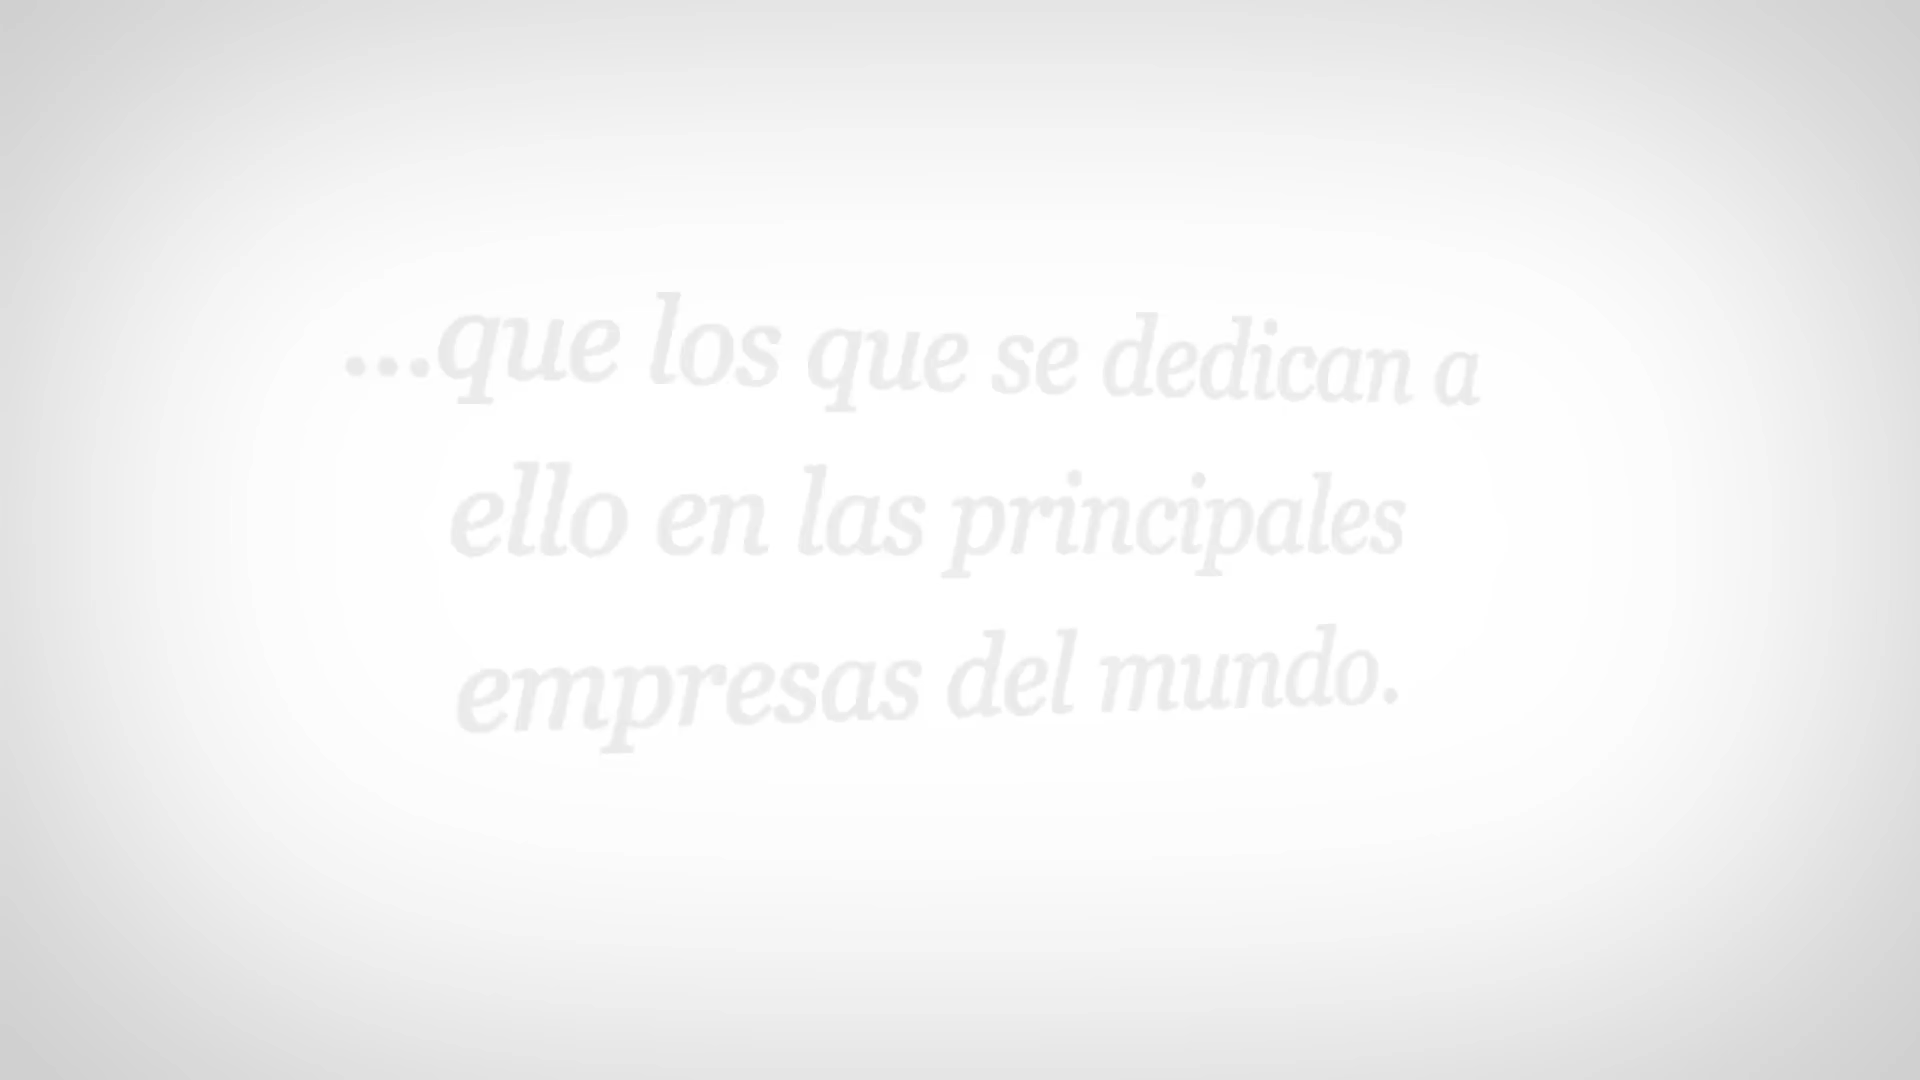 ...que los que se dedican a
ello en las principales
empresas del mundo.